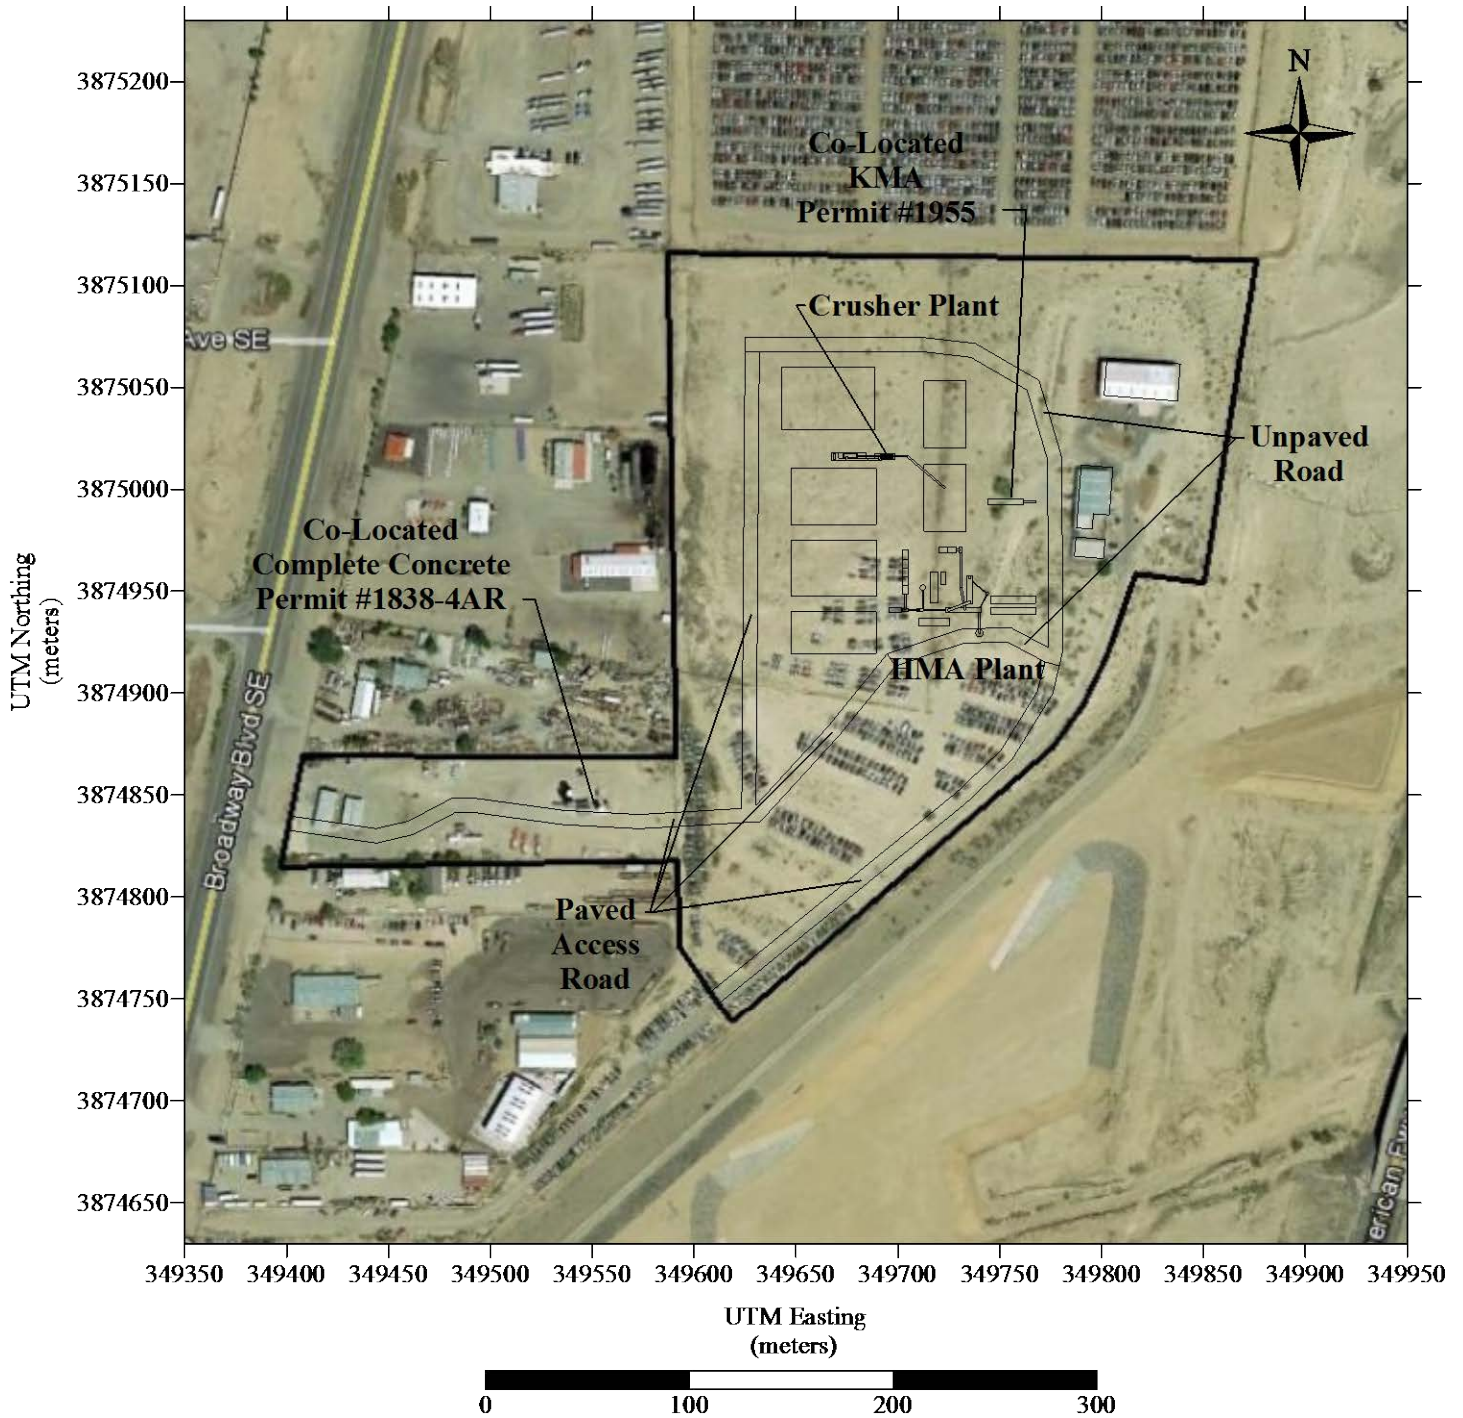 N
3875200
3875150
3875100
3875050
3875000
3874950
3874900
3874850
3874800
3874750
3874700
3874650
UTM Northing
(meters)
Co-Located
KMA
Permit #1955
Crusher Plant
Ave SE
Unpaved
Road
Co-Located
Complete Concrete
Permit #1838-4AR
HMA Plant
Broadway Blvd SE
Paved
Access
Road
349350
349400
349450
349500
349550
349600
349650
349700
349750
349800
349850
349900
349950
UTM Easting
(meters)
0
100
200
300